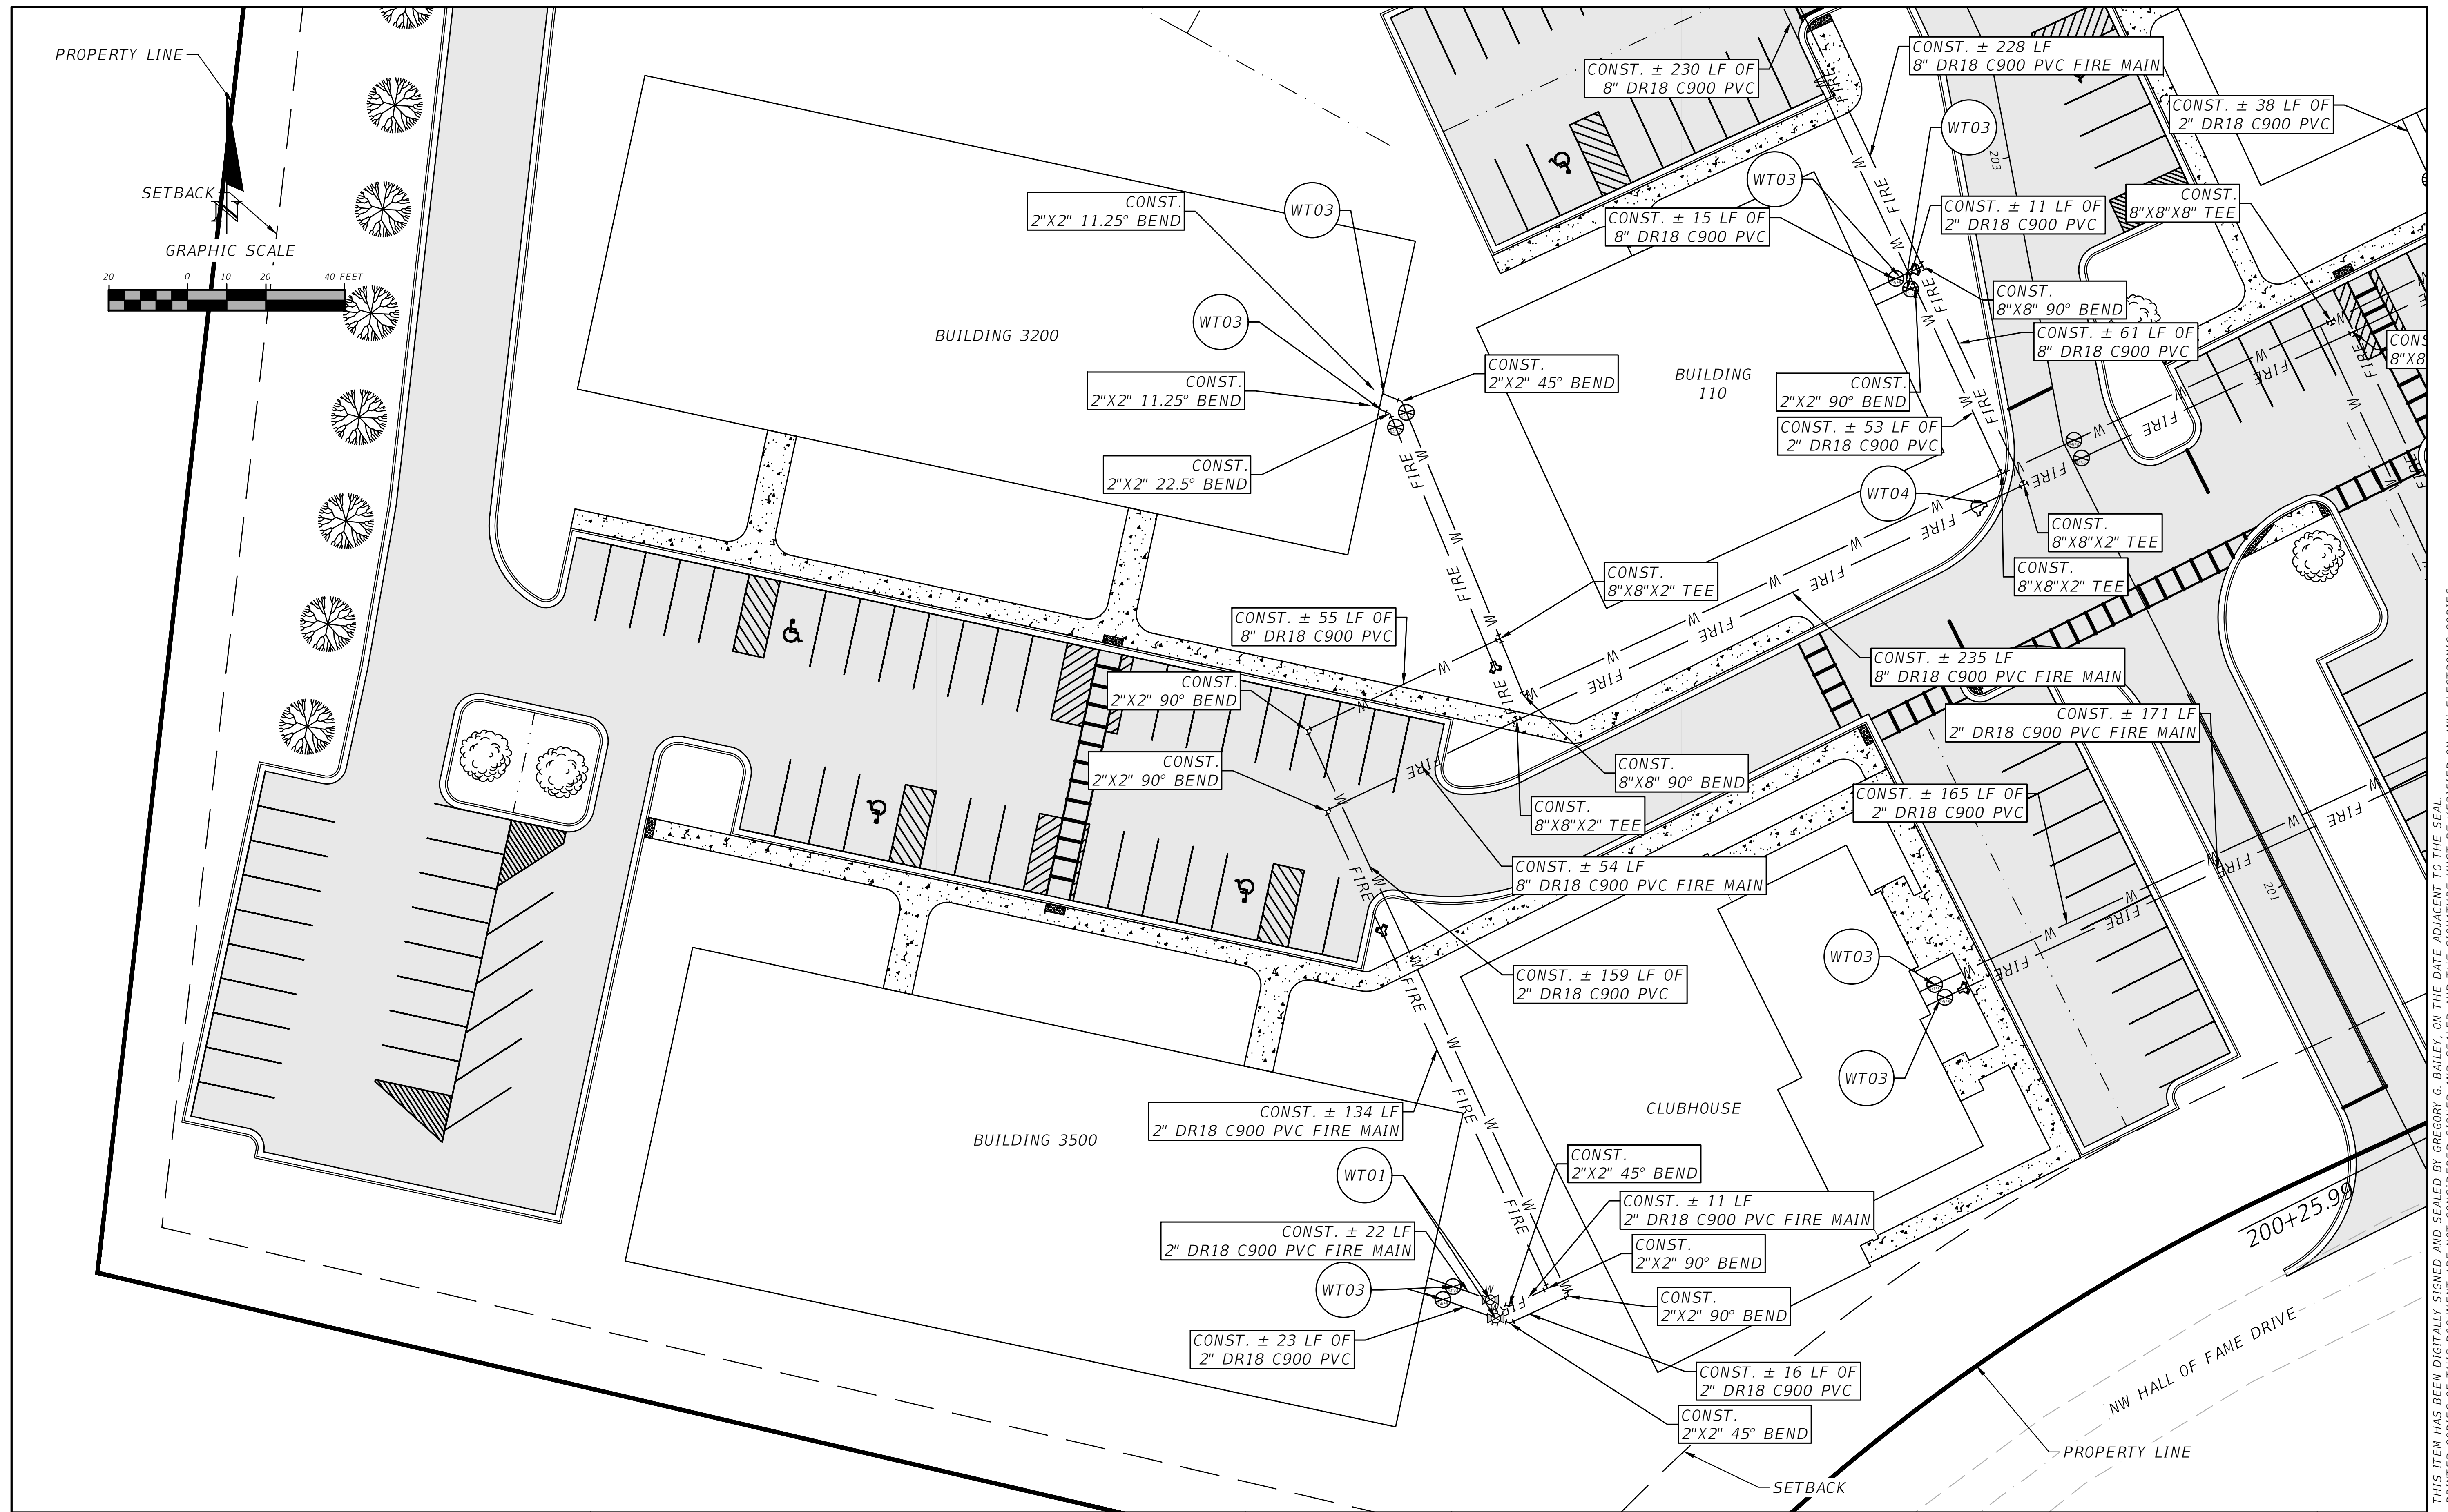 PROPERTY LINE
SETBACK
N
GRAPHIC SCALE
20 0 10 20 40 FEET
CONST. ± 230 LF OF
8" DR18 C900 PVC
CONST. ± 228 LF
8" DR18 C900 PVC FIRE MAIN
CONST. ± 38 LF OF
2" DR18 C900 PVC
WT03
203
WT03
CONST.
8"X8"X8" TEE
CONST.
2"X2" 11.25° BEND
WT03
CONST. ± 15 LF OF
8" DR18 C900 PVC
CONST. ± 11 LF OF
2" DR18 C900 PVC
CONST.
8"X8" 90° BEND
WT03
BUILDING 3200
CONST. ± 61 LF OF
8" DR18 C900 PVC
CONST.
2"X2" 45° BEND
BUILDING
110
CONST.
2"X2" 11.25° BEND
CONST.
2"X2" 90° BEND
CONST. ± 53 LF OF
2" DR18 C900 PVC
CONST.
2"X2" 22.5° BEND
WT04
CONST.
8"X8"X2" TEE
CONST.
8"X8"X2" TEE
CONST.
8"X8"X2" TEE
CONST. ± 55 LF OF
8" DR18 C900 PVC
CONST. ± 235 LF
8" DR18 C900 PVC FIRE MAIN
CONST.
2"X2" 90° BEND
CONST. ± 171 LF
2" DR18 C900 PVC FIRE MAIN
CONST.
2"X2" 90° BEND
CONST.
8"X8" 90° BEND
CONST.
8"X8"X2" TEE
CONST. ± 165 LF OF
2" DR18 C900 PVC
CONST. ± 54 LF
8" DR18 C900 PVC FIRE MAIN
201
WT03
CONST. ± 159 LF OF
2" DR18 C900 PVC
WT03
CONST. ± 134 LF
2" DR18 C900 PVC FIRE MAIN
CLUBHOUSE
BUILDING 3500
WT01
CONST.
2"X2" 45° BEND
CONST. ± 11 LF
2" DR18 C900 PVC FIRE MAIN
CONST. ± 22 LF
2" DR18 C900 PVC FIRE MAIN
CONST.
2"X2" 90° BEND
WT03
CONST.
2"X2" 90° BEND
CONST. ± 23 LF OF
2" DR18 C900 PVC
CONST. ± 16 LF OF
2" DR18 C900 PVC
CONST.
2"X2" 45° BEND
200+25.99
NW HALL OF FAME DRIVE
PROPERTY LINE
SETBACK
W FIRE W FIRE W FIRE
THIS ITEM HAS BEEN DIGITALLY SIGNED AND SEALED BY GREGORY G. BAILEY, ON THE DATE ADJACENT TO THE SEAL